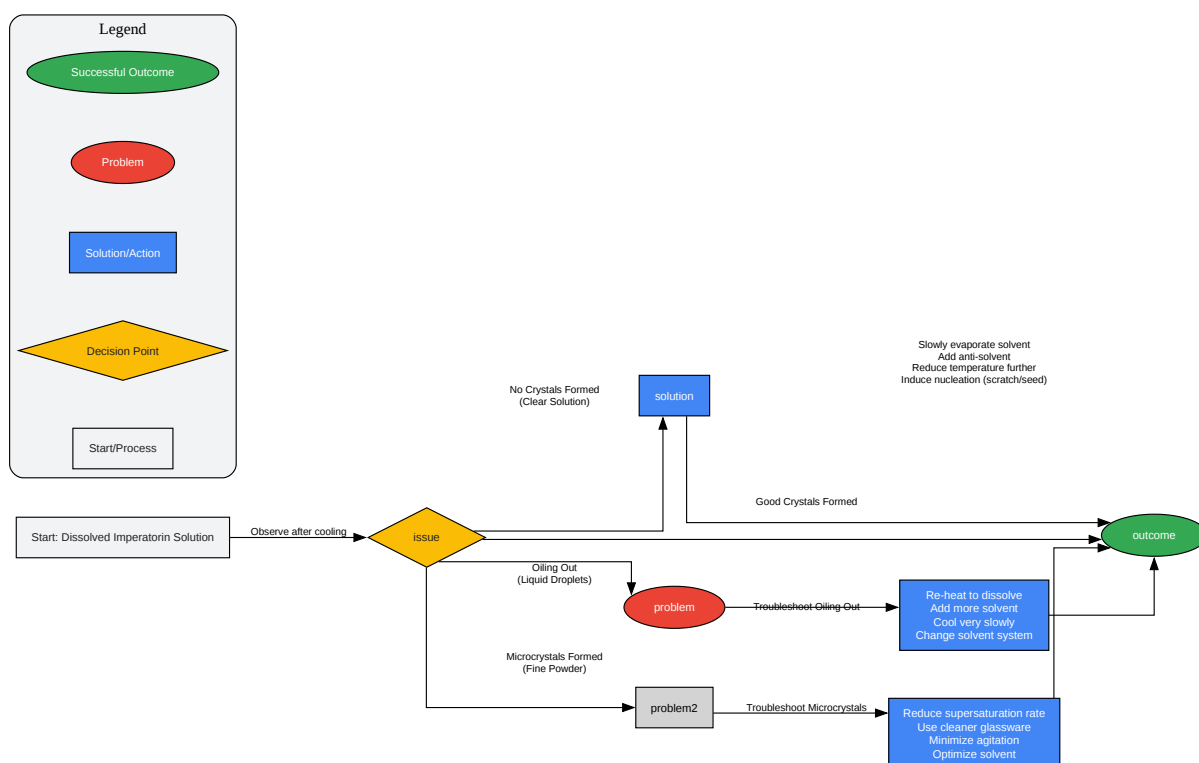 Legend
Successful Outcome
Problem
Solution/Action
Decision Point
Start/Process
Start: Dissolved Imperatorin Solution
Observe after cooling
issue
No Crystals Formed
(Clear Solution)
solution
Slowly evaporate solvent
Add anti-solvent
Reduce temperature further
Induce nucleation (scratch/seed)
Good Crystals Formed
outcome
Oiling Out
(Liquid Droplets)
problem
Troubleshoot Oiling Out
Re-heat to dissolve
Add more solvent
Cool very slowly
Change solvent system
Microcrystals Formed
(Fine Powder)
problem2
Troubleshoot Microcrystals
Reduce supersaturation rate
Use cleaner glassware
Minimize agitation
Optimize solvent